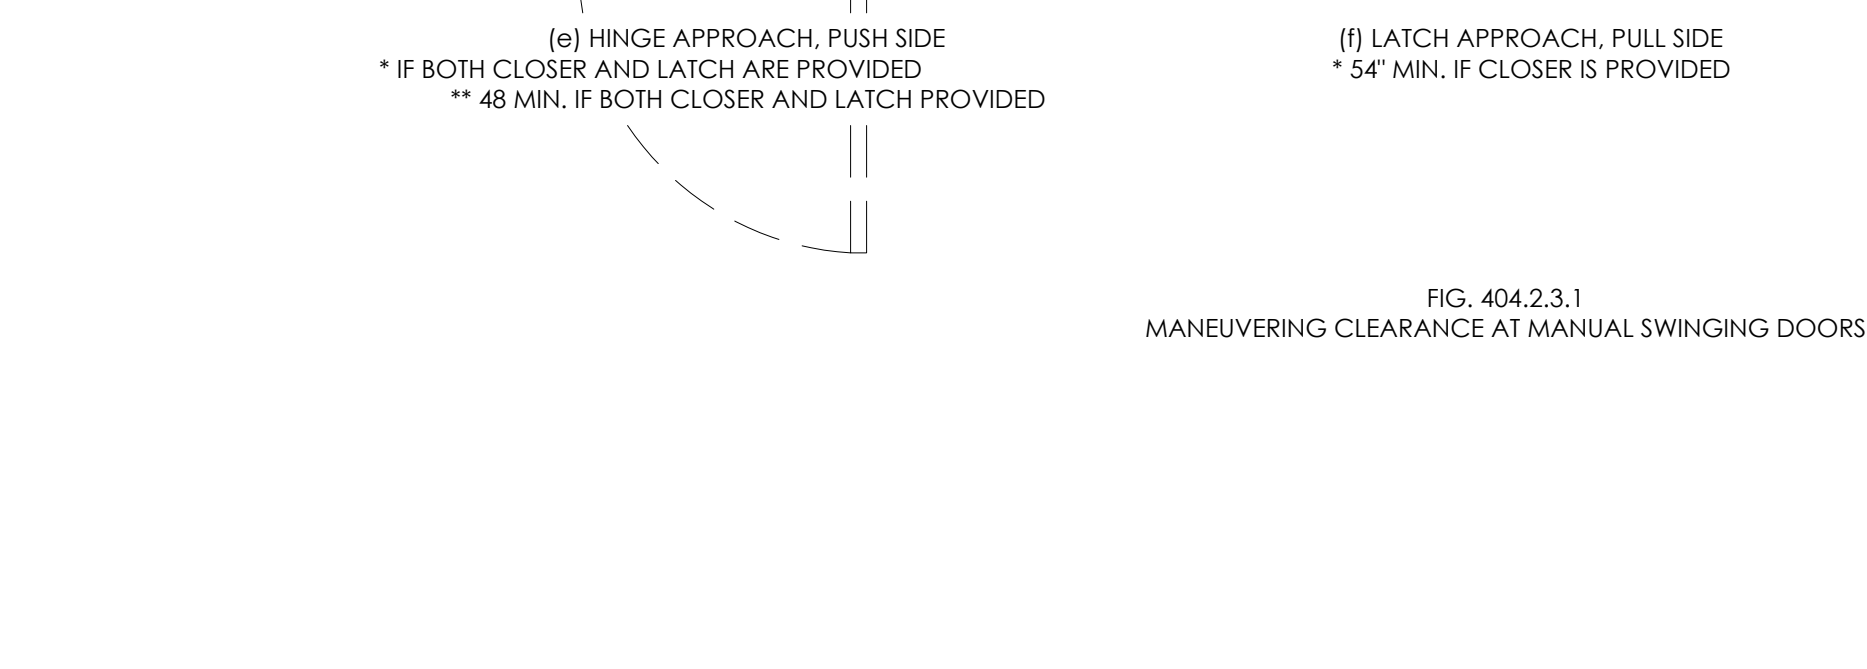 (e) HINGE APPROACH, PUSH SIDE
* IF BOTH CLOSER AND LATCH ARE PROVIDED
** 48 MIN. IF BOTH CLOSER AND LATCH PROVIDED
(f) LATCH APPROACH, PULL SIDE
* 54" MIN. IF CLOSER IS PROVIDED
FIG. 404.2.3.1
MANEUVERING CLEARANCE AT MANUAL SWINGING DOORS